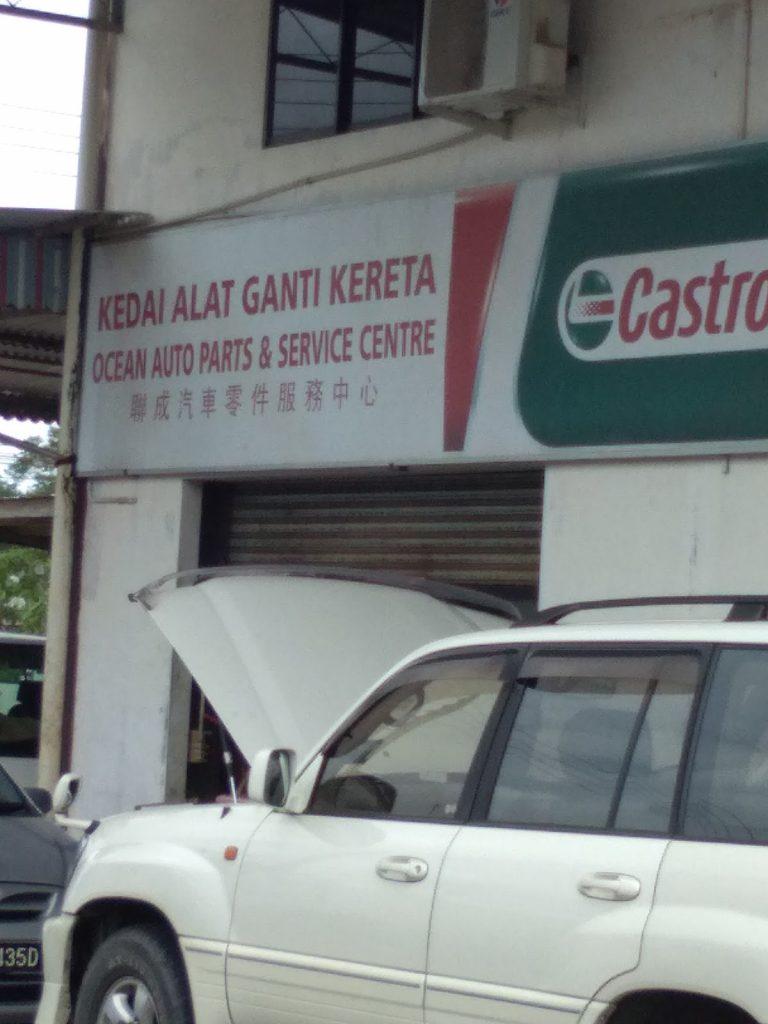 KEDAI ALAT GANTI KERETA
OCEAN AUTO PARTS & SERVICE CENTRE
聯成汽車零件服務中心
Castro
435D